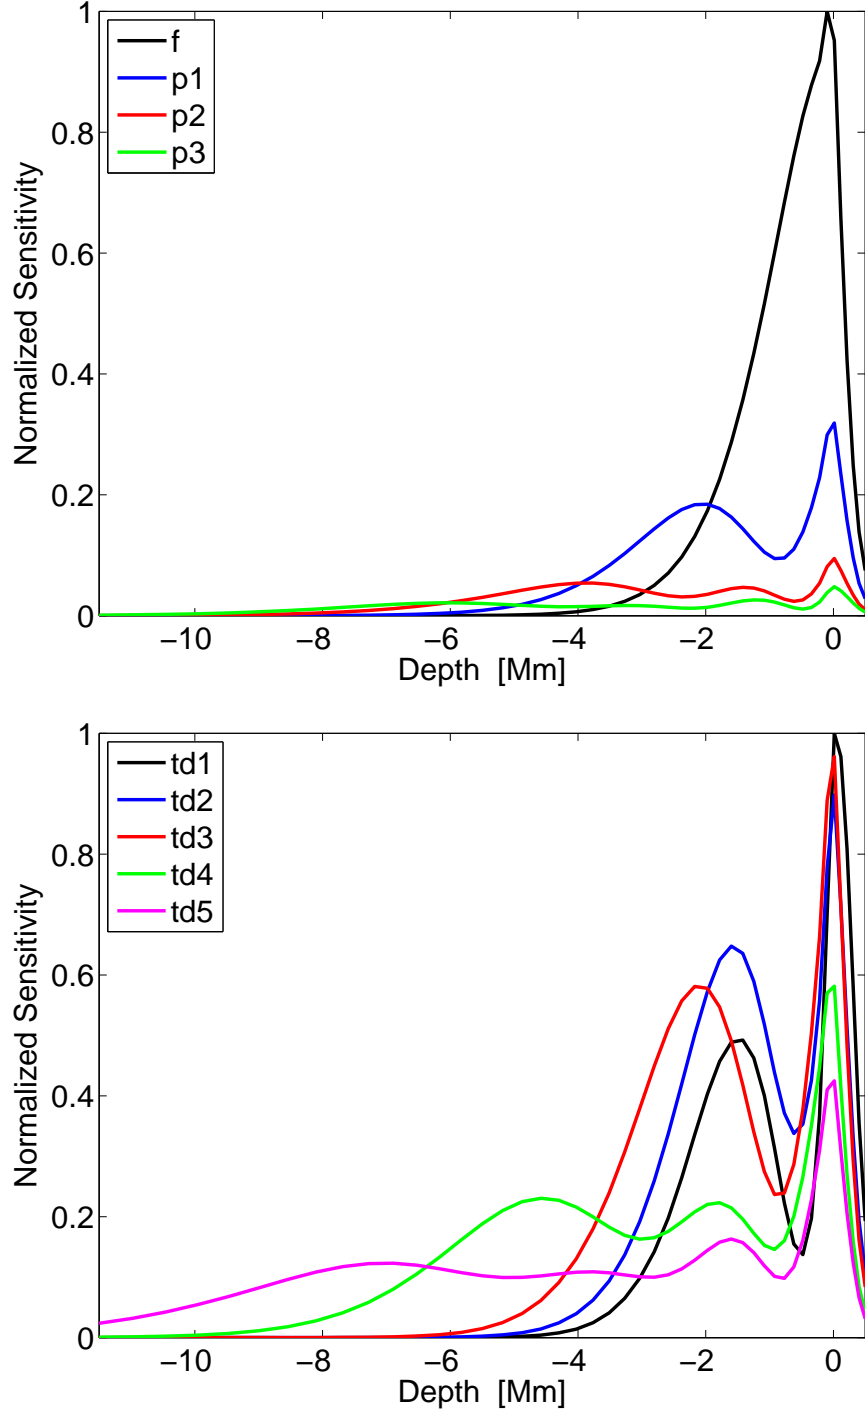 1
f
p1
p2
p3
0.8
0.6
0.4
0.2
0
Normalized Sensitivity
−10 −8 −6 −4 −2 0
Depth [Mm]
1
td1
td2
td3
td4
td5
0.8
0.6
0.4
0.2
0
Normalized Sensitivity
−10 −8 −6 −4 −2 0
Depth [Mm]